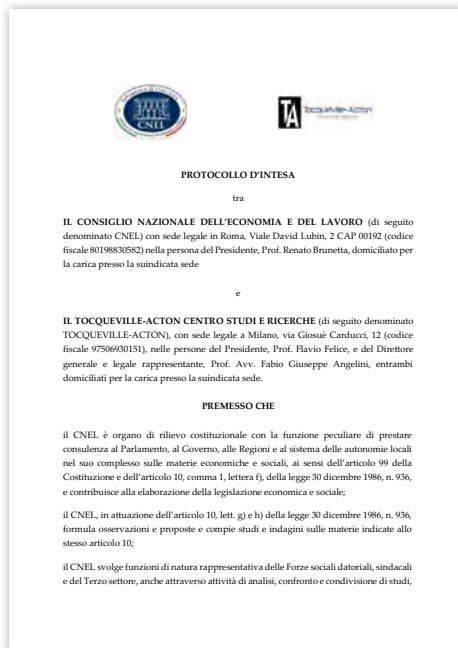 CNEL
TA Tocqueville-Acton
PROTOCOLLO D'INTESA
tra
IL CONSIGLIO NAZIONALE DELL'ECONOMIA E DEL LAVORO (di seguito
denominato CNEL) con sede legale in Roma, Viale David Lubin, 2 CAP 00192 (codice
fiscale 80198830582) nella persona del Presidente, Prof. Renato Brunetta, domiciliato per
la carica presso la suindicata sede
e
IL TOCQUEVILLE-ACTON CENTRO STUDI E RICERCHE (di seguito denominato
TOCQUEVILLE-ACTON), con sede legale a Milano, via Giosuè Carducci, 12 (codice
fiscale 97506930151), nelle persone del Presidente, Prof. Flavio Felice, e del Direttore
generale e legale rappresentante, Prof. Avv. Fabio Giuseppe Angelini, entrambi
domiciliati per la carica presso la suindicata sede.
PREMESSO CHE
il CNEL è organo di rilievo costituzionale con la funzione peculiare di prestare
consulenza al Parlamento, al Governo, alle Regioni e al sistema delle autonomie locali
nel suo complesso sulle materie economiche e sociali, ai sensi dell'articolo 99 della
Costituzione e dell'articolo 10, comma 1, lettera f), della legge 30 dicembre 1986, n. 936,
e contribuisce alla elaborazione della legislazione economica e sociale;
il CNEL, in attuazione dell'articolo 10, lett. g) e h) della legge 30 dicembre 1986, n. 936,
formula osservazioni e proposte e compie studi e indagini sulle materie indicate allo
stesso articolo 10;
il CNEL svolge funzioni di natura rappresentativa delle Forze sociali datoriali, sindacali
e del Terzo settore, anche attraverso attività di analisi, confronto e condivisione di studi,